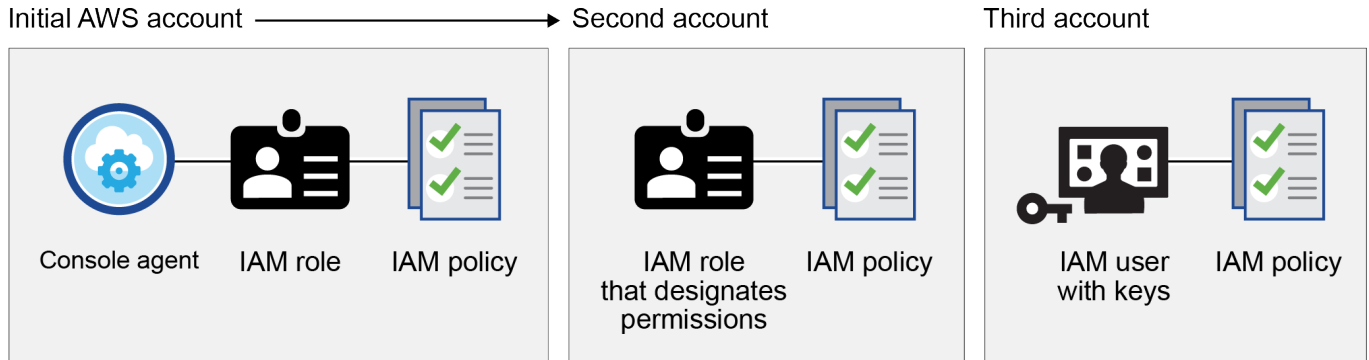 Initial AWS account
Second account
Third account
Console agent
IAM role
IAM policy
IAM role
that designates
permissions
IAM policy
IAM user
with keys
IAM policy